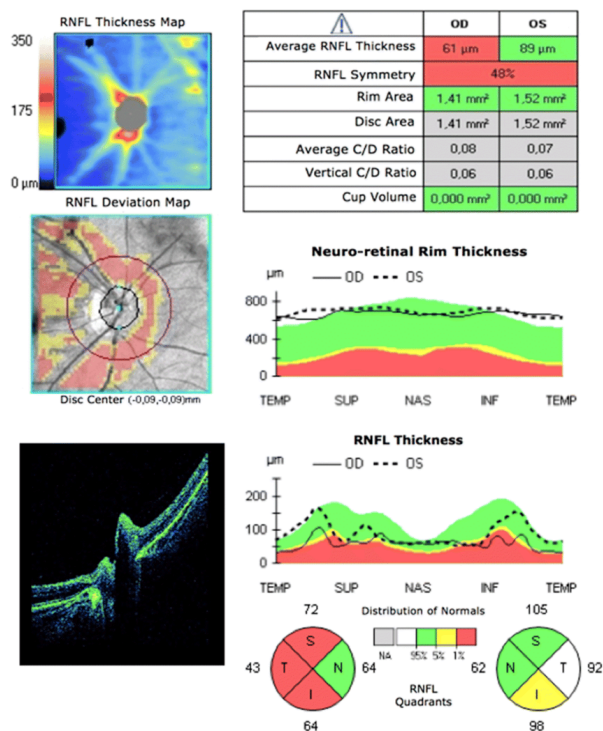 RNFL Thickness Map
350
175
0 µm
OD OS
Average RNFL Thickness 61 µm 89 µm
RNFL Symmetry 48%
Rim Area 1,41 mm² 1,52 mm²
Disc Area 1,41 mm² 1,52 mm²
Average C/D Ratio 0,08 0,07
Vertical C/D Ratio 0,06 0,06
Cup Volume 0,000 mm³ 0,000 mm³
RNFL Deviation Map
Disc Center (-0,09,-0,09)mm
Neuro-retinal Rim Thickness
µm OD OS
800
400
0
TEMP SUP NAS INF TEMP
RNFL Thickness
µm OD OS
200
100
0
TEMP SUP NAS INF TEMP
Distribution of Normals
NA 95% 5% 1%
RNFL
Quadrants
72
S
43 T N 64
I
64
105
S
62 N T 92
I
98